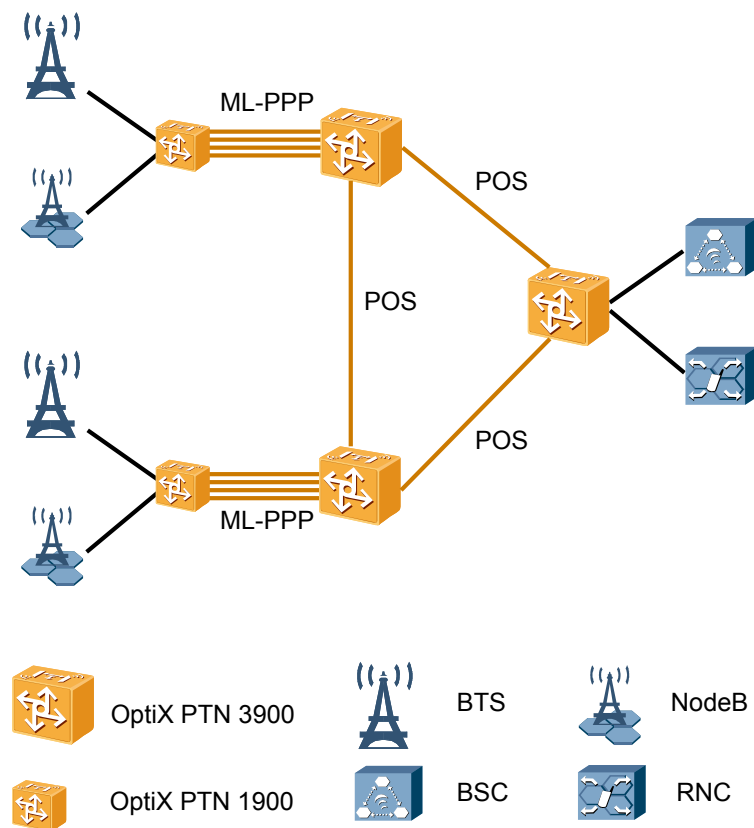 ML-PPP
POS
POS
POS
ML-PPP
OptiX PTN 3900
BTS
NodeB
OptiX PTN 1900
BSC
RNC